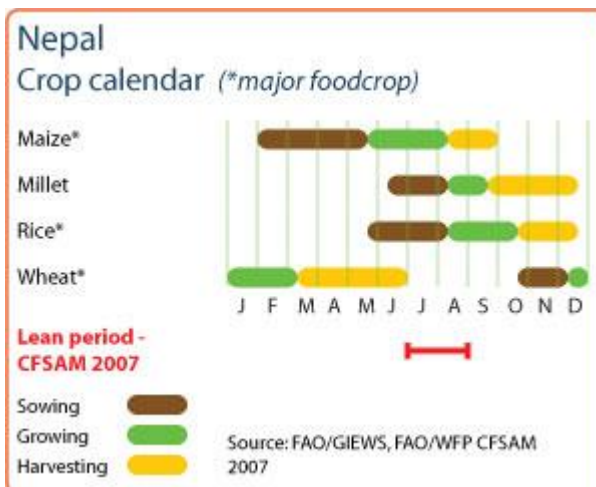 Nepal
Crop calendar (*major foodcrop)
Maize*
Millet
Rice*
Wheat*
J F M A M J J A S O N D
Lean period -
CFSAM 2007
Sowing
Growing
Harvesting
Source: FAO/GIEWS, FAO/WFP CFSAM
2007